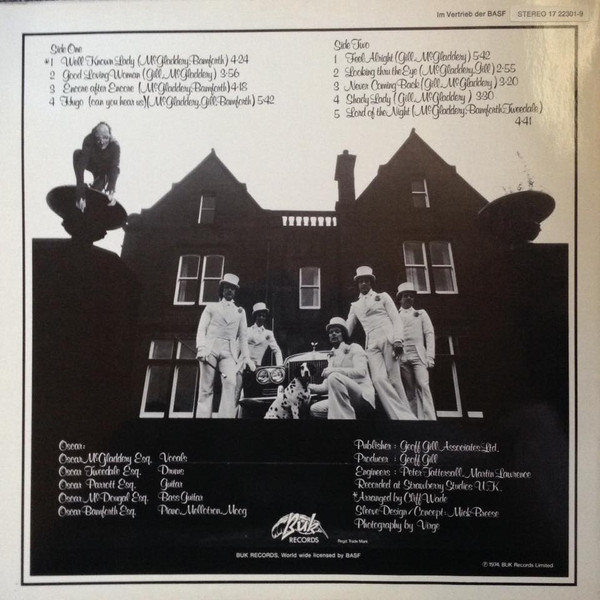 Im Vertrieb der BASF STEREO 17 22301-9
Side One
*1 Well Known Lady (McGladdery, Bamforth) 4·24
2 Good Loving Woman (Gill, McGladdery) 3·56
3 Encore after Encore (McGladdery, Bamforth) 4·18
4 Hugo (can you hear us) (McGladdery, Gill, Bamforth) 5·42
Side Two
1 Feel Alright (Gill, McGladdery) 5·42
2 Looking thru the Eye (McGladdery, Gill) 2·55
3 Never Coming Back (Gill, McGladdery) 3·20
4 Shady Lady (Gill, McGladdery) 3·30
5 Lord of the Night (McGladdery, Bamforth, Tweedale)
4·41
Oscar:
Oscar McGladdery Esq. Vocals
Oscar Tweedale Esq. Drums
Oscar Parrott Esq. Guitar
Oscar McDougal Esq. Bass Guitar
Oscar Bamforth Esq. Piano, Mellotron, Moog
Publisher : Geoff Gill Associates Ltd.
Producer : Geoff Gill
Engineers : Peter Tattersall, Martin Lawrence
Recorded at Strawberry Studios U.K.
*Arranged by Cliff Wade
Sleeve Design/Concept : Mick Breese
Photography by Virgo
Buk
RECORDS
Regd Trade Mark
BUK RECORDS, World wide licensed by BASF
℗ 1974, BUK Records Limited